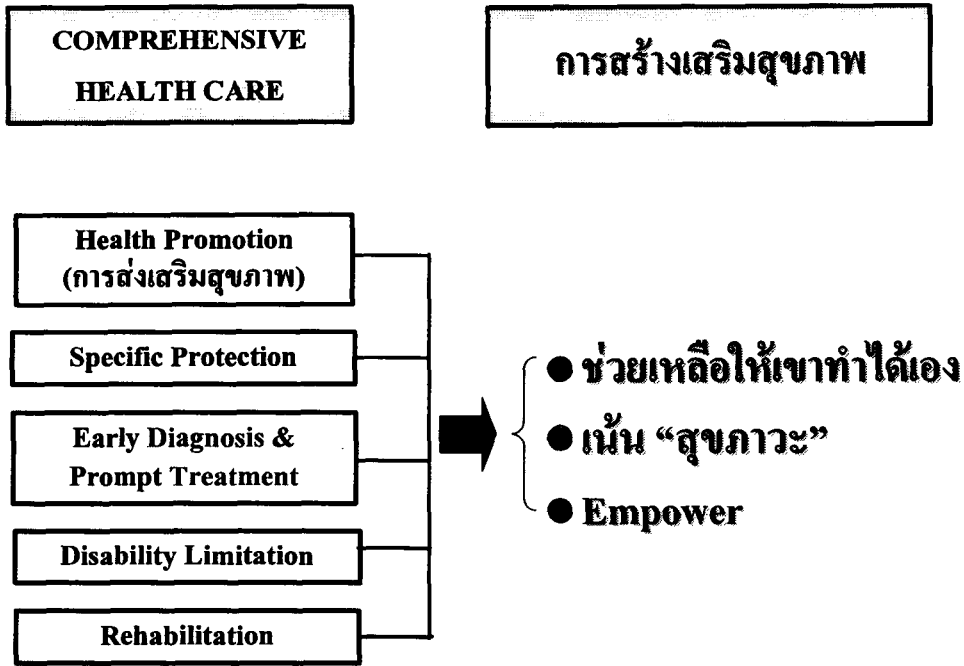 COMPREHENSIVE
HEALTH CARE
การสร้างเสริมสุขภาพ
Health Promotion
(การส่งเสริมสุขภาพ)
Specific Protection
Early Diagnosis &
Prompt Treatment
Disability Limitation
Rehabilitation
● ช่วยเหลือให้เขาทำได้เอง
● เน้น “สุขภาวะ”
● Empower